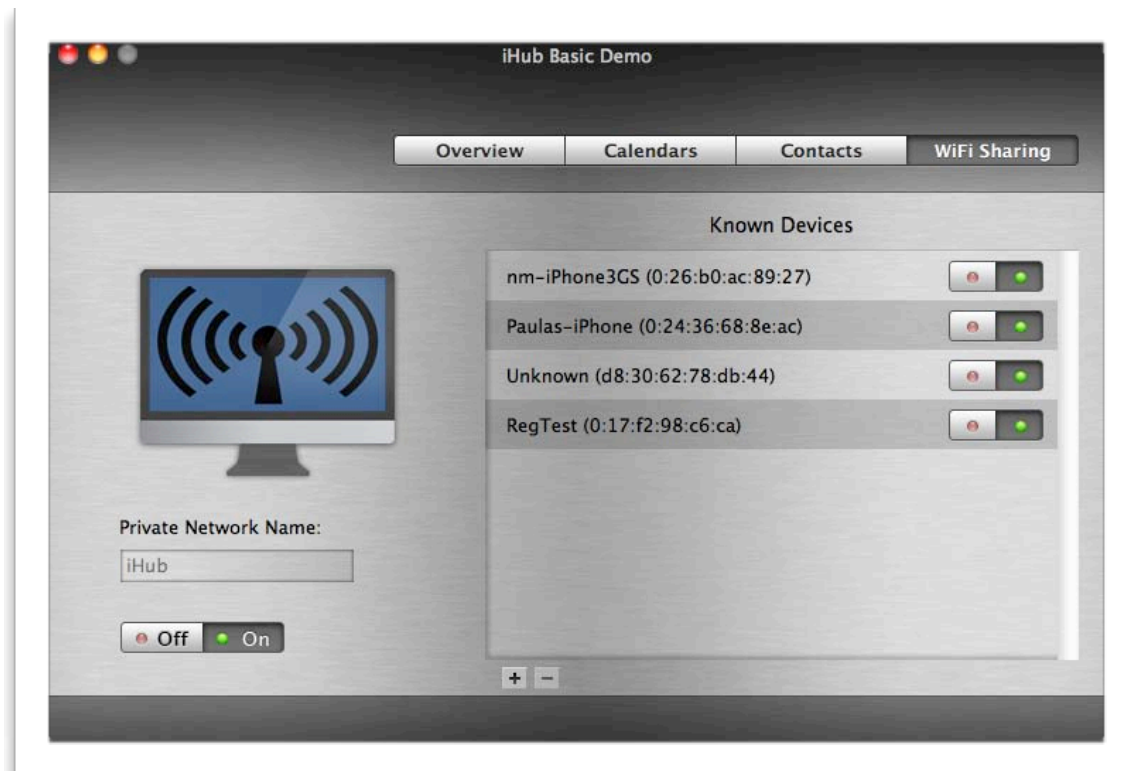 iHub Basic Demo
Overview Calendars Contacts WiFi Sharing
Known Devices
nm-iPhone3GS (0:26:b0:ac:89:27)
Paulas-iPhone (0:24:36:68:8e:ac)
Unknown (d8:30:62:78:db:44)
RegTest (0:17:f2:98:c6:ca)
Private Network Name:
iHub
Off On
+ −